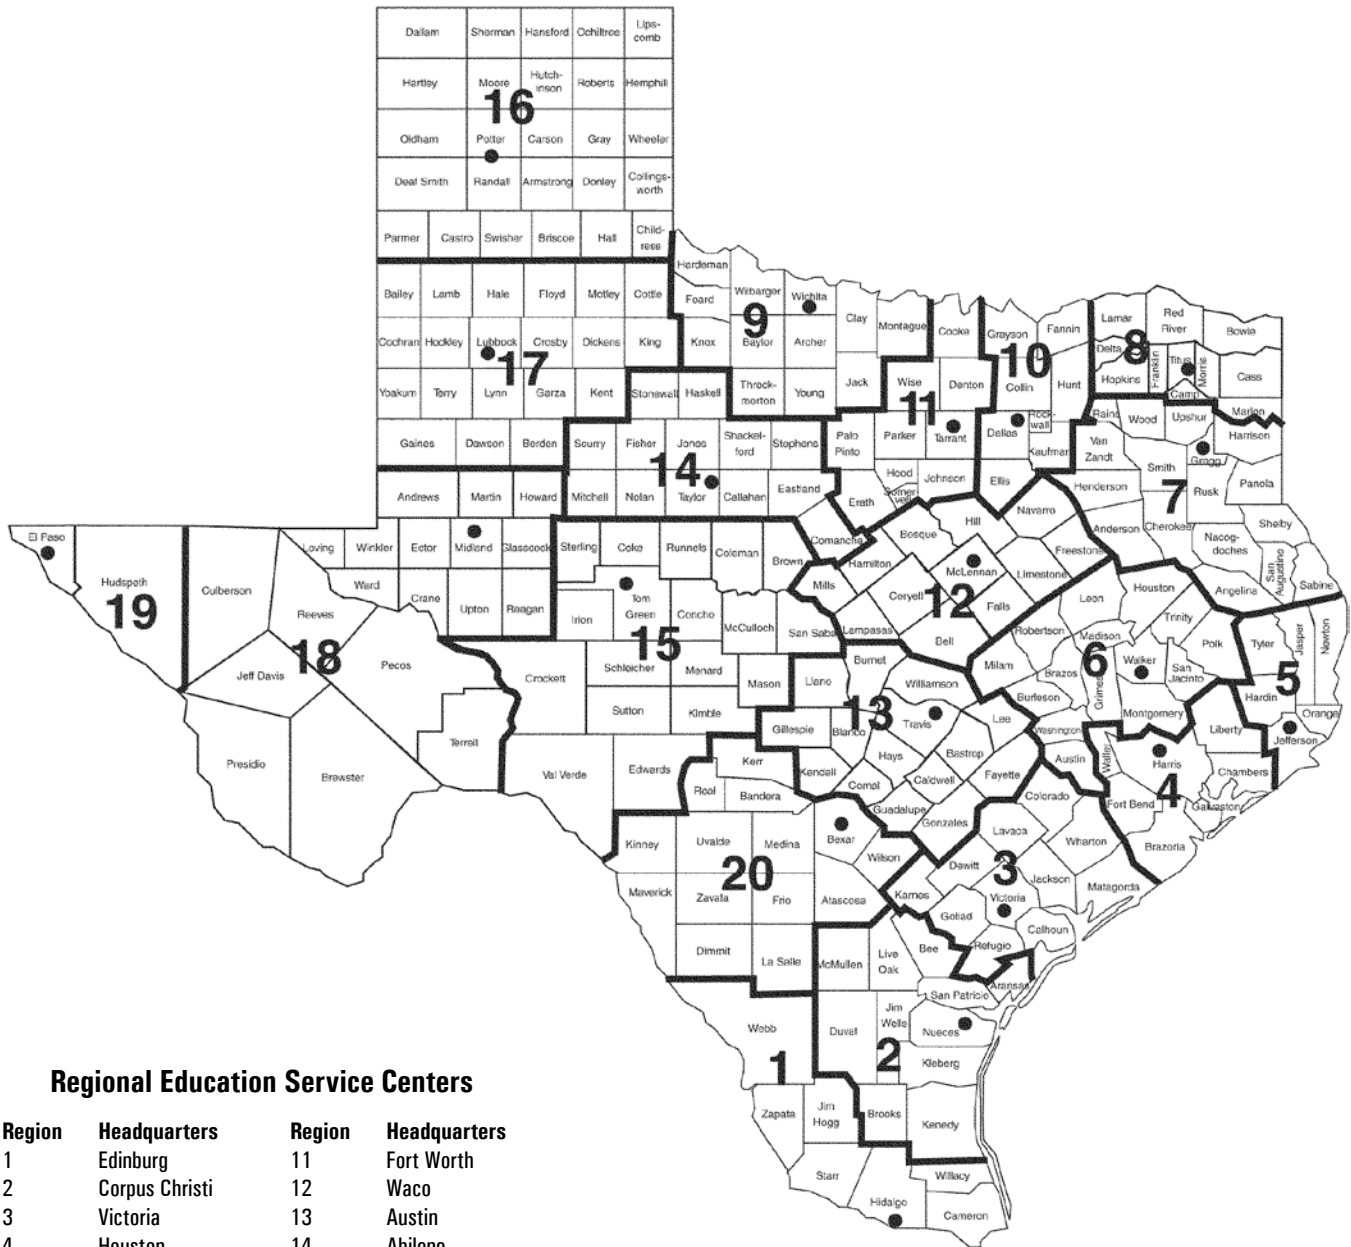 Dallam Sherman Hansford Ochiltree Lips-
comb
Hartley Moore Hutch-
inson Roberts Hemphill
16
Oldham Potter Carson Gray Wheeler
Deaf Smith Randall Armstrong Donley Collings-
worth
Parmer Castro Swisher Briscoe Hall Child-
ress
Hardeman
Bailey Lamb Hale Floyd Motley Cottle Foard Wilbarger Wichita
9
Clay Montague Cooke Grayson Fannin Lamar Red
River Bowie
Cochran Hockley Lubbock Crosby Dickens King Knox Baylor Archer
17
10
Delta 8 Franklin Titus Morris Cass
Hopkins Camp
Yoakum Terry Lynn Garza Kent Stonewall Haskell Throck-
morton Young Jack Wise Denton Collin Hunt
11
Gaines Dawson Borden Scurry Fisher Jones Shackel-
ford Stephens Palo
Pinto Parker Tarrant Dallas Rock-
wall Kaufman Rains Wood Upshur Marion
Harrison
Van
Zandt
14
Gregg
Smith
7
Andrews Martin Howard Mitchell Nolan Taylor Callahan Eastland Erath Hood
Somer-
vell Johnson Ellis Henderson Rusk Panola
El Paso Hudspeth
19
Culberson Loving Winkler Ector Midland Glasscock Sterling Coke Runnels Coleman Brown Comanche Hamilton Bosque Hill Navarro Freestone Anderson Cherokee Nacog-
doches Shelby
San
Augustine Sabine
Reeves Ward Crane Upton Reagan Irion Tom
Green Concho McCulloch San Saba Mills Lampasas Coryell McLennan Limestone Falls Bell
12
Leon Houston Angelina
Trinity
18
15
Jeff Davis Pecos Crockett Schleicher Menard Mason Llano Burnet Williamson Milam Robertson Madison Brazos Grimes Walker San
Jacinto Polk Tyler Jasper Newton
6
5
Presidio Brewster Terrell Val Verde Sutton Kimble Edwards Gillespie Blanco Travis Lee Burleson Washington Montgomery Liberty Hardin Orange Jefferson
13
Kerr Real Bandera Kendall Hays Comal Caldwell Bastrop Fayette Austin Waller Harris Chambers
4
Guadalupe Gonzales Colorado Fort Bend Galveston Brazoria
Kinney Uvalde Medina Bexar Wilson Lavaca Wharton
20
Dewitt
3
Jackson Matagorda
Maverick Zavala Frio Atascosa Karnes Goliad Victoria Calhoun
Dimmit La Salle McMullen Live
Oak Bee Refugio
Aransas
San Patricio
Webb Duval Jim
Wells Nueces
1
2
Kleberg
Zapata Jim
Hogg Brooks Kenedy
Starr Hidalgo Willacy
Cameron
Regional Education Service Centers
Region Headquarters Region Headquarters
1 Edinburg 11 Fort Worth
2 Corpus Christi 12 Waco
3 Victoria 13 Austin
4 Houston 14 Abilene